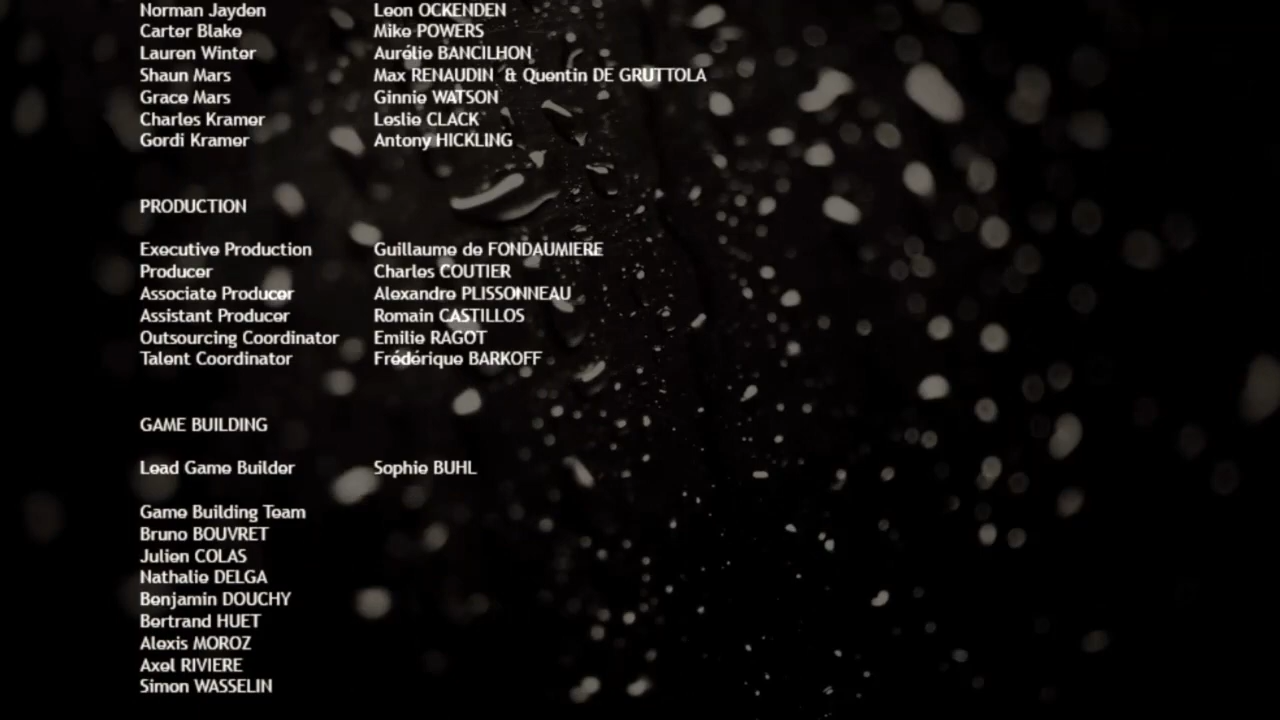 Norman Jayden Leon OCKENDEN
Carter Blake Mike POWERS
Lauren Winter Aurélie BANCILHON
Shaun Mars Max RENAUDIN & Quentin DE GRUTTOLA
Grace Mars Ginnie WATSON
Charles Kramer Leslie CLACK
Gordi Kramer Antony HICKLING
PRODUCTION
Executive Production Guillaume de FONDAUMIERE
Producer Charles COUTIER
Associate Producer Alexandre PLISSONNEAU
Assistant Producer Romain CASTILLOS
Outsourcing Coordinator Emilie RAGOT
Talent Coordinator Frédérique BARKOFF
GAME BUILDING
Lead Game Builder Sophie BUHL
Game Building Team
Bruno BOUVRET
Julien COLAS
Nathalie DELGA
Benjamin DOUCHY
Bertrand HUET
Alexis MOROZ
Axel RIVIERE
Simon WASSELIN